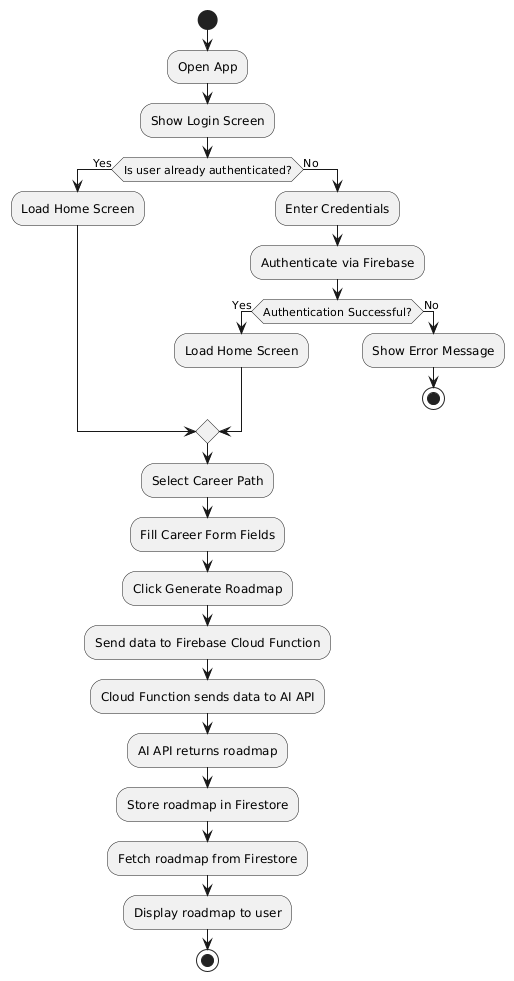 Open App
Show Login Screen
Yes
Is user already authenticated?
No
Load Home Screen
Enter Credentials
Authenticate via Firebase
Yes
Authentication Successful?
No
Load Home Screen
Show Error Message
Select Career Path
Fill Career Form Fields
Click Generate Roadmap
Send data to Firebase Cloud Function
Cloud Function sends data to AI API
AI API returns roadmap
Store roadmap in Firestore
Fetch roadmap from Firestore
Display roadmap to user